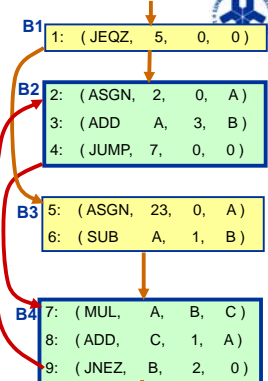 B1
1: ( JEQZ, 5, 0, 0 )
B2
2: ( ASGN, 2, 0, A )
3: ( ADD A, 3, B )
4: ( JUMP, 7, 0, 0 )
B3
5: ( ASGN, 23, 0, A )
6: ( SUB A, 1, B )
B4
7: ( MUL, A, B, C )
8: ( ADD, C, 1, A )
9: ( JNEZ, B, 2, 0 )